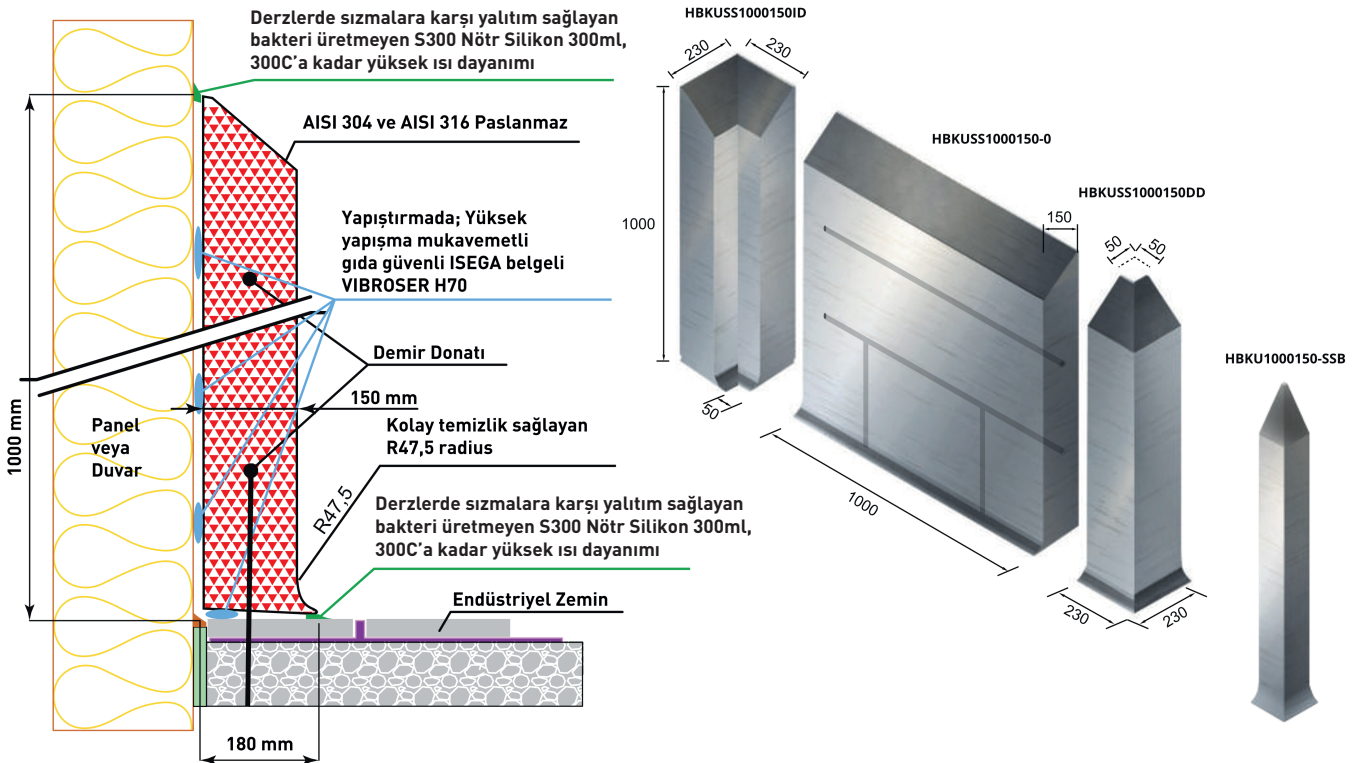 Derzlerde sızmalara karşı yalıtım sağlayan
bakteri üretmeyen S300 Nötr Silikon 300ml,
300C'a kadar yüksek ısı dayanımı
AISI 304 ve AISI 316 Paslanmaz
Yapıştırmada; Yüksek
yapışma mukavemetli
gıda güvenli ISEGA belgeli
VIBROSER H70
Demir Donatı
150 mm
1000 mm
Panel
veya
Duvar
Kolay temizlik sağlayan
R47,5 radius
R47,5
Derzlerde sızmalara karşı yalıtım sağlayan
bakteri üretmeyen S300 Nötr Silikon 300ml,
300C'a kadar yüksek ısı dayanımı
Endüstriyel Zemin
180 mm
HBKUSS1000150ID
230
230
1000
50
HBKUSS1000150-0
150
1000
HBKUSS1000150DD
50
50
230
230
HBKU1000150-SSB